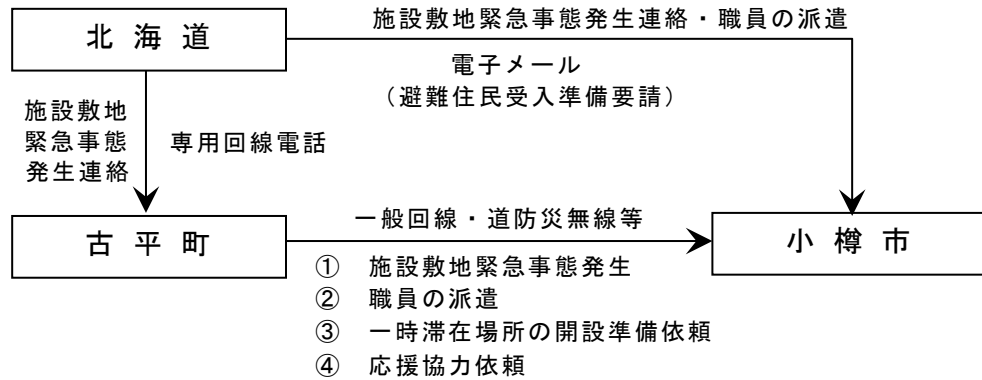 施設敷地緊急事態発生連絡・職員の派遣
北海道
電子メール
（避難住民受入準備要請）
施設敷地
緊急事態
発生連絡
専用回線電話
一般回線・道防災無線等
古平町
小樽市
① 施設敷地緊急事態発生
② 職員の派遣
③ 一時滞在場所の開設準備依頼
④ 応援協力依頼